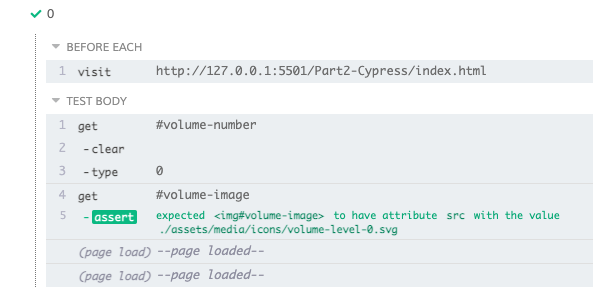 0
BEFORE EACH
1 visit http://127.0.0.1:5501/Part2-Cypress/index.html
TEST BODY
1 get #volume-number
2 -clear
3 -type 0
4 get #volume-image
5 -assert expected <img#volume-image> to have attribute src with the value
./assets/media/icons/volume-level-0.svg
(page load) --page loaded--
(page load) --page loaded--